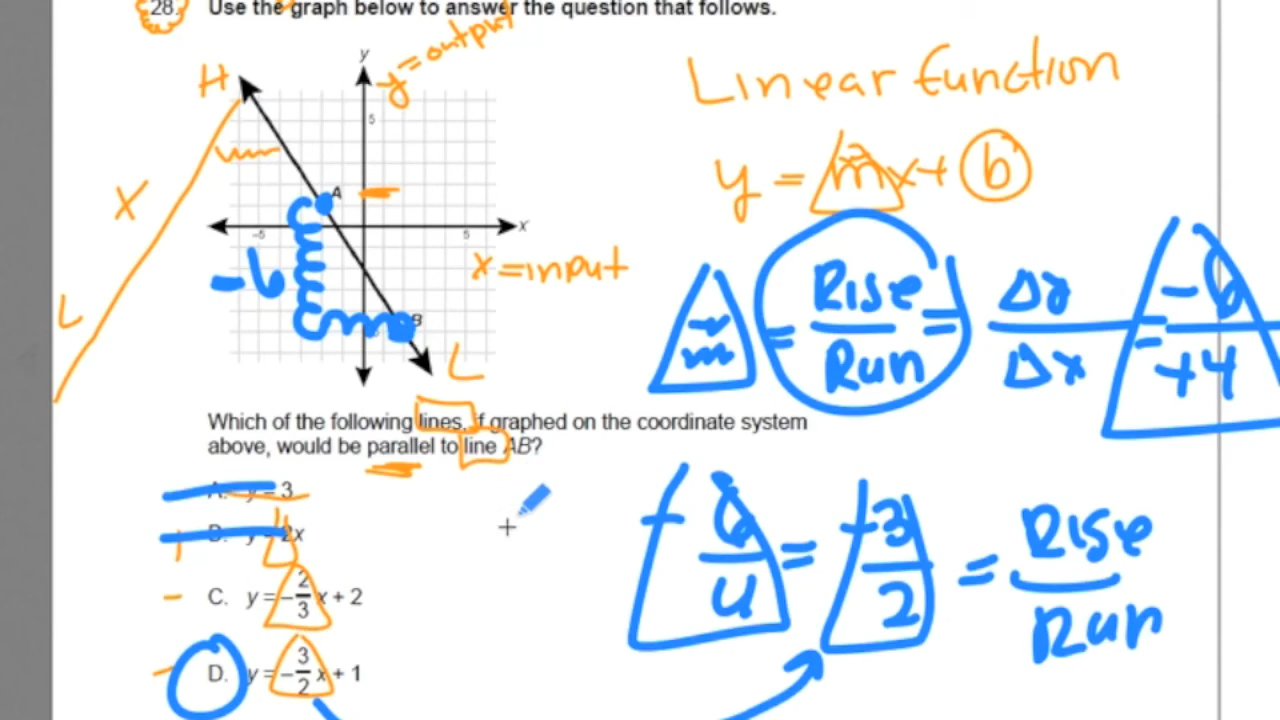 28. Use the graph below to answer the question that follows.
H
y
y = output
5
X
A
-5
5
x
x = input
L
-6
B
L
Linear function
y = mx + b
m = Rise/Run = Δy/Δx = -6/+4
Which of the following lines, if graphed on the coordinate system
above, would be parallel to line AB?
A. y = 3
B. y = 2x
C. y = -2/3 x + 2
D. y = -3/2 x + 1
-6/4 = -3/2 = Rise/Run